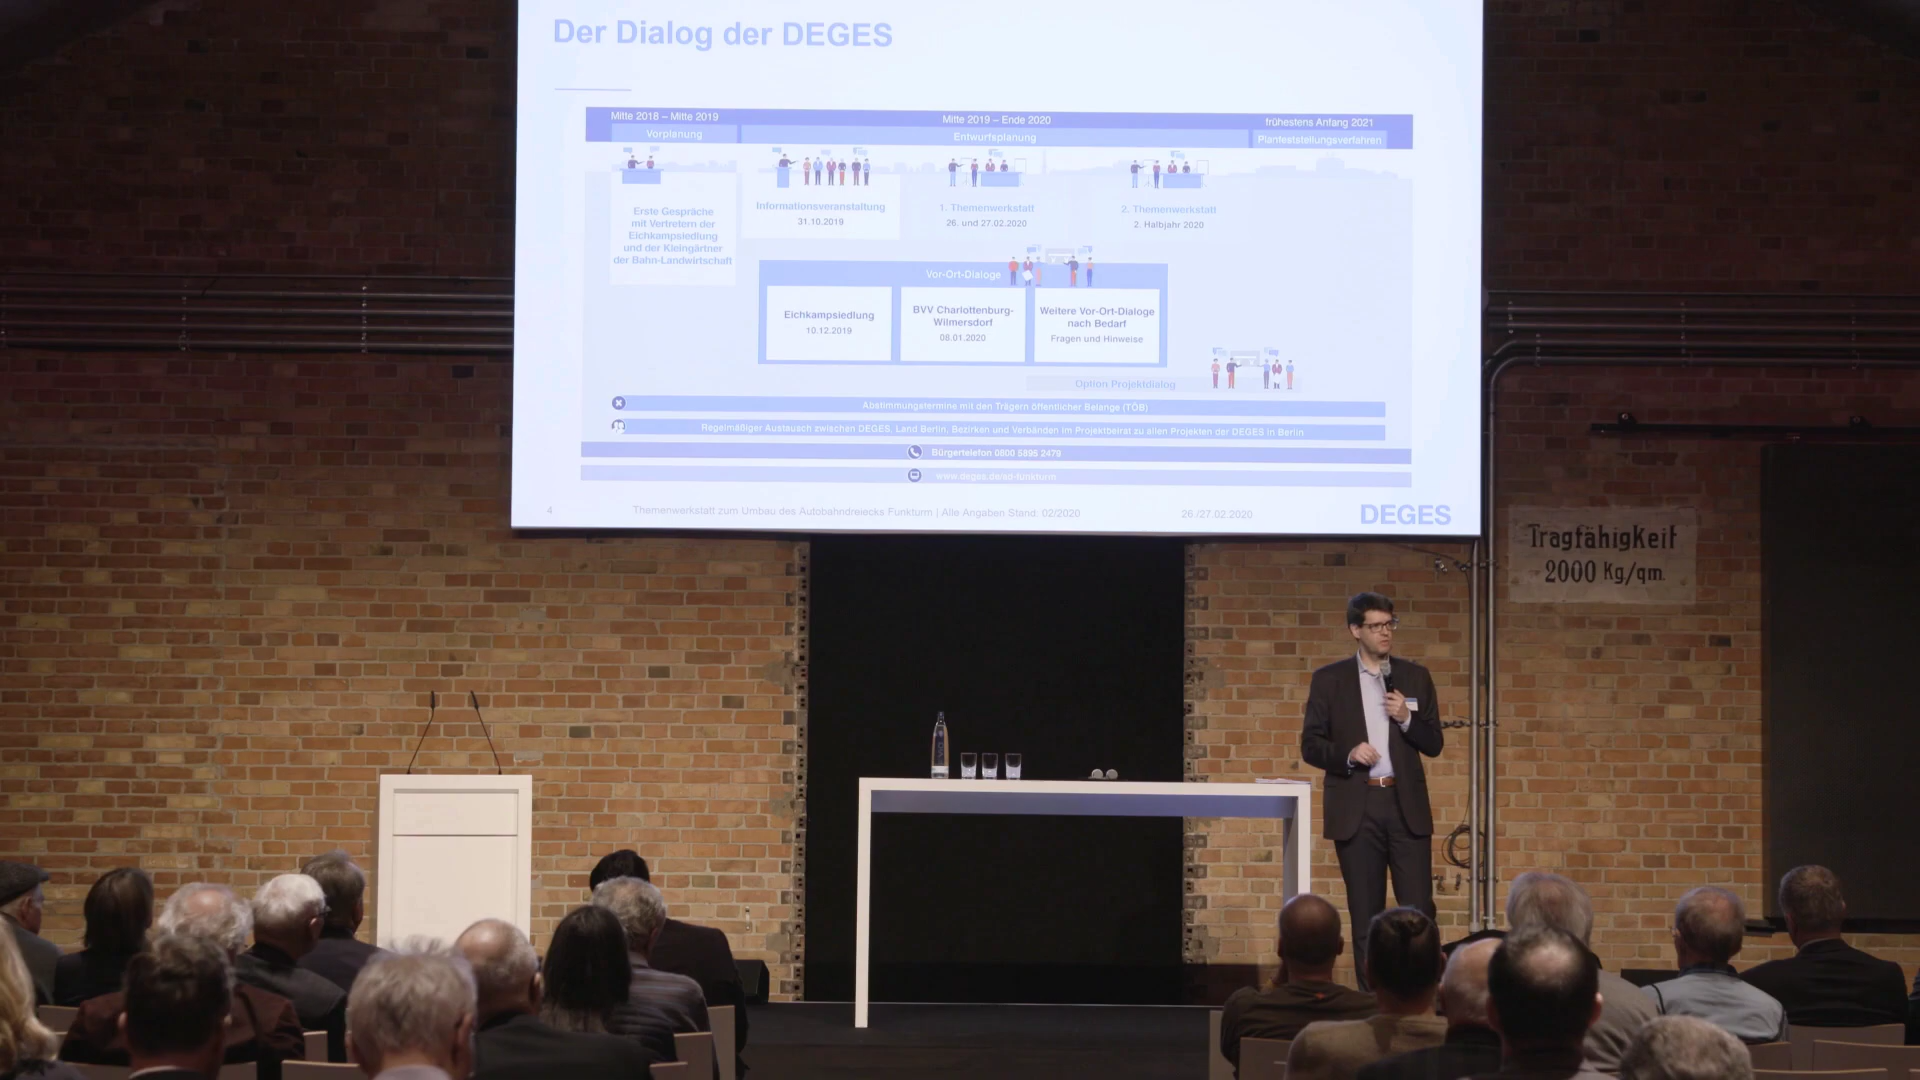 Der Dialog der DEGES
Mitte 2018 – Mitte 2019
Mitte 2019 – Ende 2020
frühestens Anfang 2021
Vorplanung
Entwurfsplanung
Planfeststellungsverfahren
Erste Gespräche
mit Vertretern der
Eichkampsiedlung
und der Kleingärtner
der Bahn-Landwirtschaft
Informationsveranstaltung
31.10.2019
1. Themenwerkstatt
26. und 27.02.2020
2. Themenwerkstatt
2. Halbjahr 2020
Vor-Ort-Dialoge
Eichkampsiedlung
10.12.2019
BVV Charlottenburg-
Wilmersdorf
08.01.2020
Weitere Vor-Ort-Dialoge
nach Bedarf
Fragen und Hinweise
Option Projektdialog
Abstimmungstermine mit den Trägern öffentlicher Belange (TÖB)
Regelmäßiger Austausch zwischen DEGES, Land Berlin, Bezirken und Verbänden im Projektbeirat zu allen Projekten der DEGES in Berlin
Bürgertelefon 0800 5895 2479
www.deges.de/ad-funkturm
4
Themenwerkstatt zum Umbau des Autobahndreiecks Funkturm | Alle Angaben Stand: 02/2020
26./27.02.2020
DEGES
Tragfähigkeit
2000 Kg/qm.